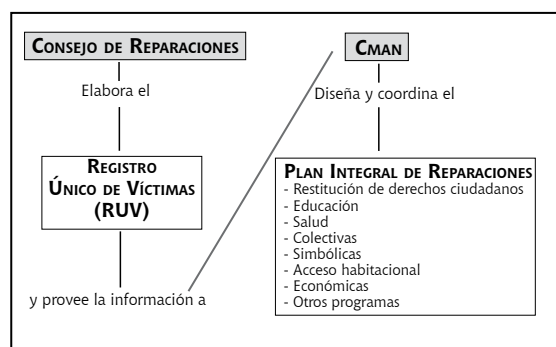 CONSEJO DE REPARACIONES
Elabora el
REGISTRO
ÚNICO DE VÍCTIMAS
(RUV)
y provee la información a
CMAN
Diseña y coordina el
PLAN INTEGRAL DE REPARACIONES
- Restitución de derechos ciudadanos
- Educación
- Salud
- Colectivas
- Simbólicas
- Acceso habitacional
- Económicas
- Otros programas